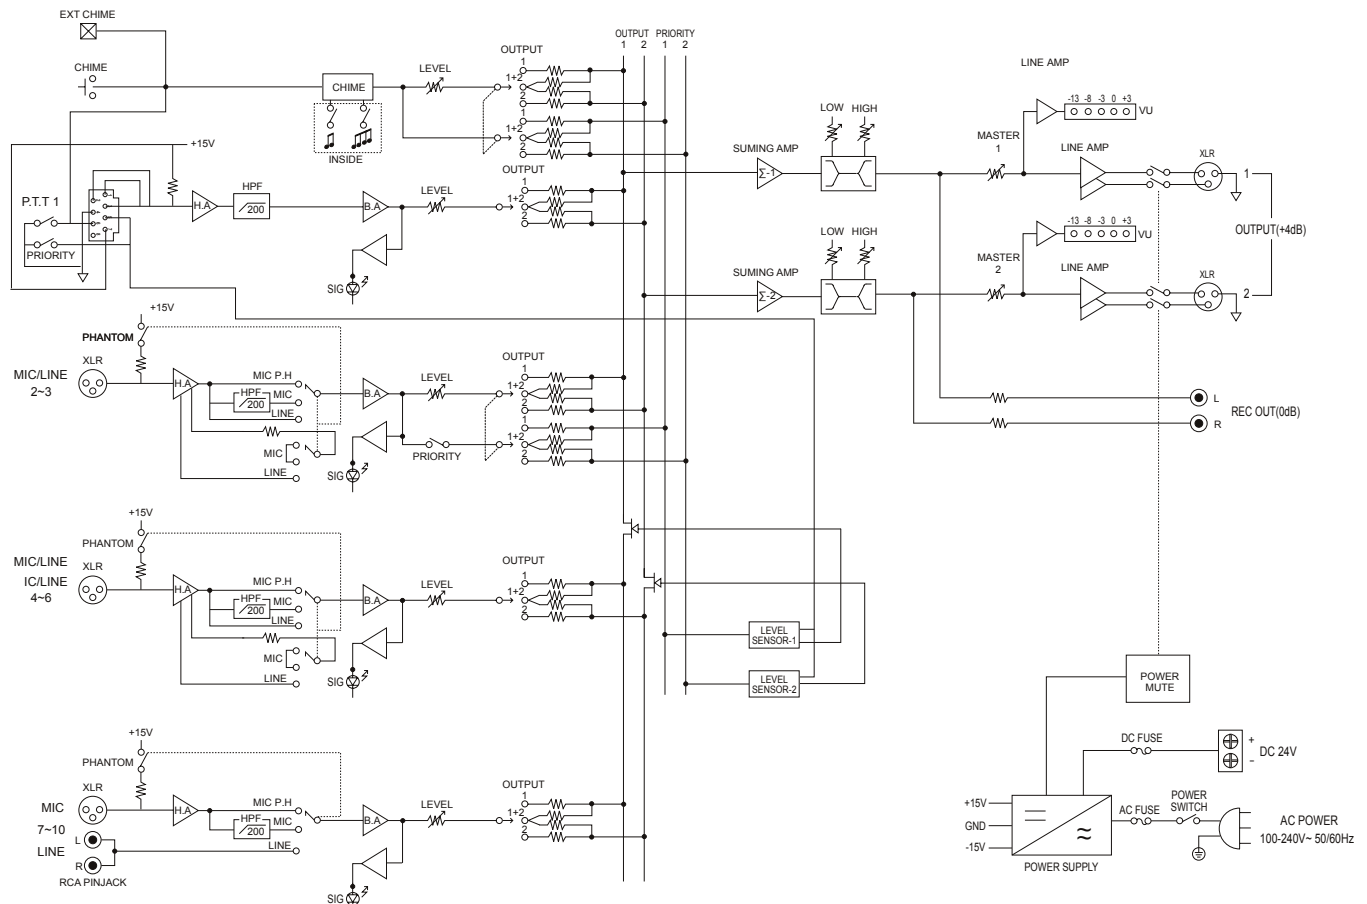 EXT CHIME
CHIME
CHIME
INSIDE
LEVEL
OUTPUT
1
1+2
2
1
1+2
2
OUTPUT PRIORITY
1 2 1 2
+15V
P.T.T 1
PRIORITY
H.A
HPF
200
B.A
SIG
LEVEL
OUTPUT
1
1+2
2
SUMING AMP
Σ-1
LOW HIGH
LINE AMP
-13 -8 -3 0 +3
VU
MASTER
1
LINE AMP
XLR
1
OUTPUT(+4dB)
SUMING AMP
Σ-2
LOW HIGH
-13 -8 -3 0 +3
VU
MASTER
2
LINE AMP
XLR
2
L
REC OUT(0dB)
R
+15V
PHANTOM
XLR
MIC/LINE
2~3
H.A
MIC P.H
HPF
200
MIC
LINE
MIC
LINE
B.A
SIG
LEVEL
PRIORITY
OUTPUT
1
1+2
2
1
1+2
2
+15V
PHANTOM
MIC/LINE
XLR
IC/LINE
4~6
H.A
MIC P.H
HPF
200
MIC
LINE
MIC
LINE
B.A
SIG
LEVEL
OUTPUT
1
1+2
2
LEVEL
SENSOR-1
LEVEL
SENSOR-2
+15V
PHANTOM
XLR
MIC
7~10
L
LINE
R
RCA PINJACK
H.A
MIC P.H
HPF
200
MIC
LINE
B.A
SIG
LEVEL
OUTPUT
1
1+2
2
POWER
MUTE
DC FUSE
+
-
DC 24V
+15V
GND
-15V
POWER SUPPLY
AC FUSE
POWER
SWITCH
AC POWER
100-240V~ 50/60Hz